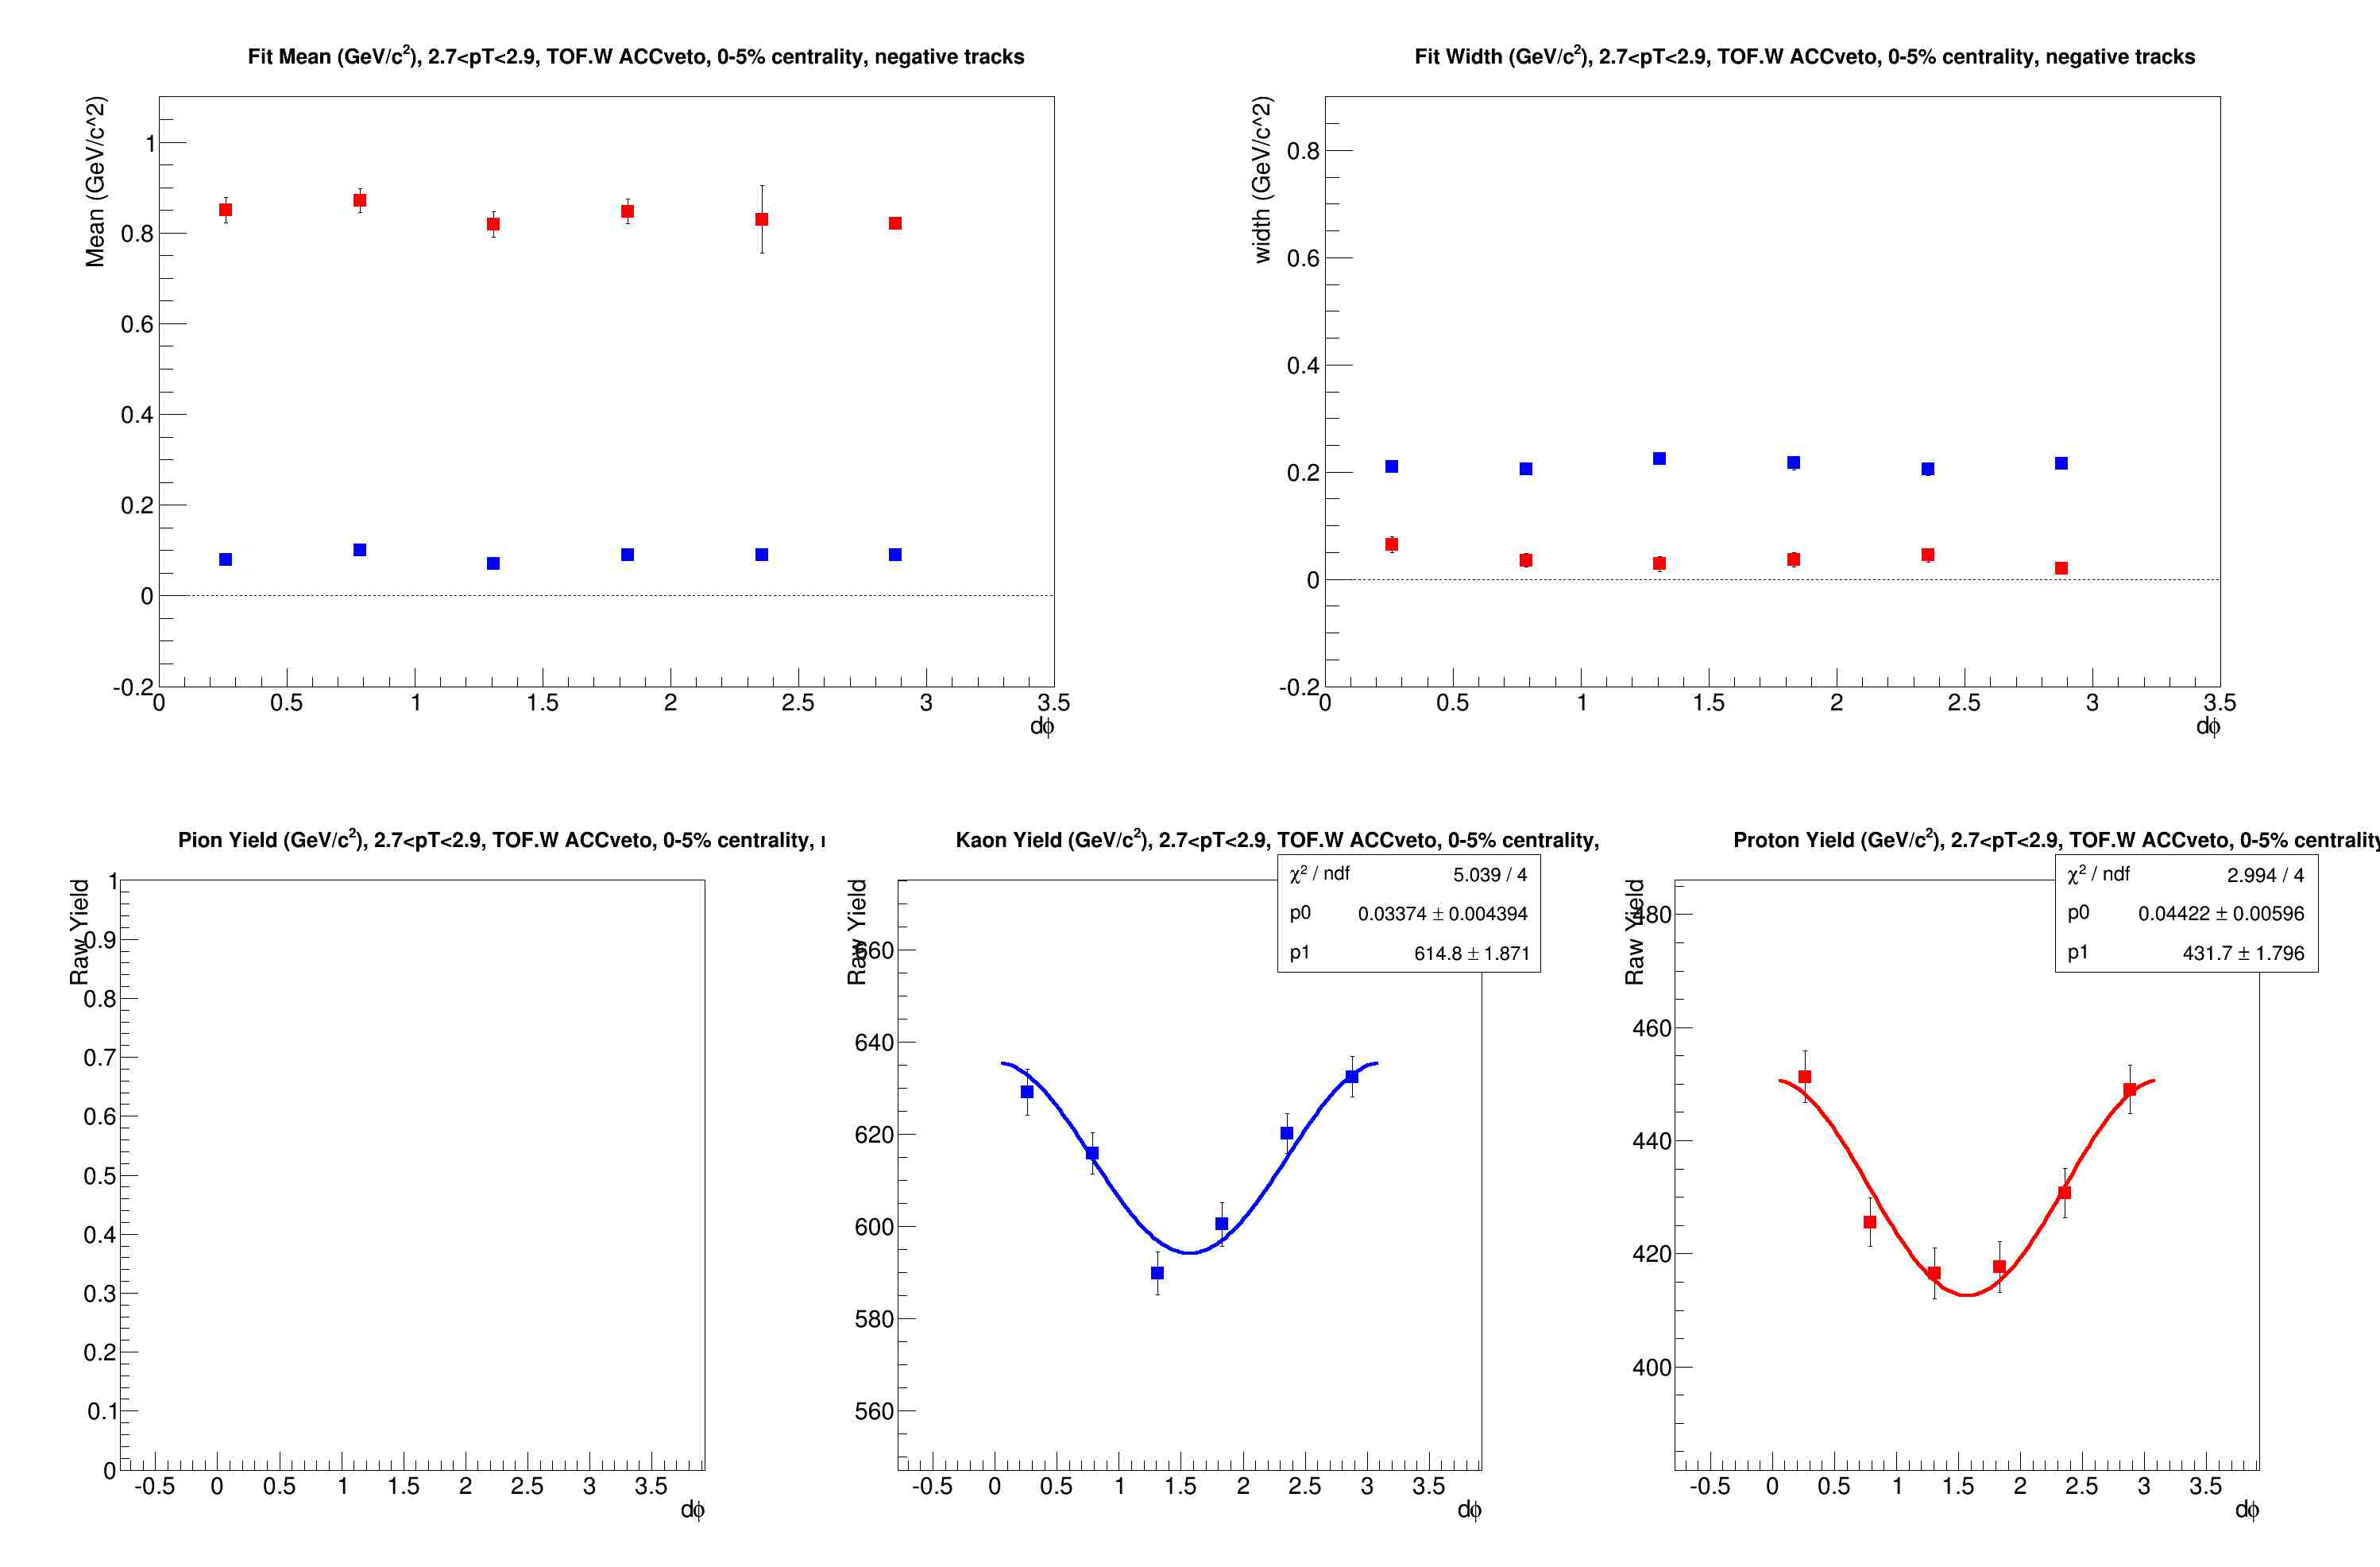 Fit Mean (GeV/c2), 2.7<pT<2.9, TOF.W ACCveto, 0-5% centrality, negative tracks
Mean (GeV/c^2)
1
0.8
0.6
0.4
0.2
0
-0.2
0 0.5 1 1.5 2 2.5 3 3.5
dϕ
Fit Width (GeV/c2), 2.7<pT<2.9, TOF.W ACCveto, 0-5% centrality, negative tracks
width (GeV/c^2)
0.8
0.6
0.4
0.2
0
-0.2
0 0.5 1 1.5 2 2.5 3 3.5
dϕ
Pion Yield (GeV/c2), 2.7<pT<2.9, TOF.W ACCveto, 0-5% centrality,
Raw Yield
1
0.9
0.8
0.7
0.6
0.5
0.4
0.3
0.2
0.1
0
-0.5 0 0.5 1 1.5 2 2.5 3 3.5
dϕ
Kaon Yield (GeV/c2), 2.7<pT<2.9, TOF.W ACCveto, 0-5% centrality,
χ2 / ndf 5.039 / 4
p0 0.03374 ± 0.004394
p1 614.8 ± 1.871
Raw Yield
660
640
620
600
580
560
-0.5 0 0.5 1 1.5 2 2.5 3 3.5
dϕ
Proton Yield (GeV/c2), 2.7<pT<2.9, TOF.W ACCveto, 0-5% centrality
χ2 / ndf 2.994 / 4
p0 0.04422 ± 0.00596
p1 431.7 ± 1.796
Raw Yield
480
460
440
420
400
-0.5 0 0.5 1 1.5 2 2.5 3 3.5
dϕ